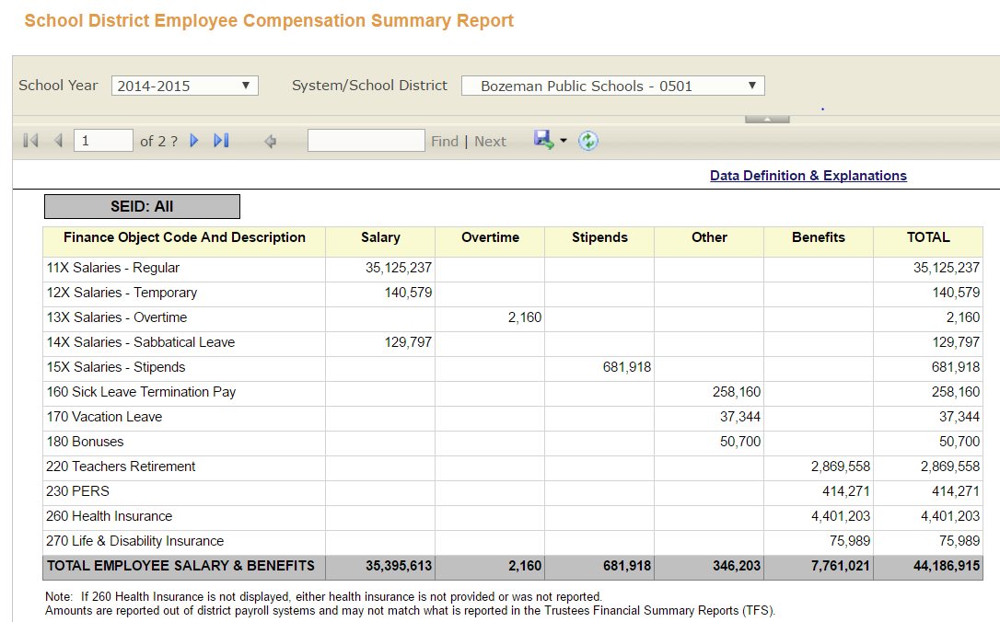 School District Employee Compensation Summary Report
School Year 2014-2015 System/School District Bozeman Public Schools - 0501
1 of 2 ? Find | Next
Data Definition & Explanations
SEID: All
Finance Object Code And Description Salary Overtime Stipends Other Benefits TOTAL
11X Salaries - Regular 35,125,237 35,125,237
12X Salaries - Temporary 140,579 140,579
13X Salaries - Overtime 2,160 2,160
14X Salaries - Sabbatical Leave 129,797 129,797
15X Salaries - Stipends 681,918 681,918
160 Sick Leave Termination Pay 258,160 258,160
170 Vacation Leave 37,344 37,344
180 Bonuses 50,700 50,700
220 Teachers Retirement 2,869,558 2,869,558
230 PERS 414,271 414,271
260 Health Insurance 4,401,203 4,401,203
270 Life & Disability Insurance 75,989 75,989
TOTAL EMPLOYEE SALARY & BENEFITS 35,395,613 2,160 681,918 346,203 7,761,021 44,186,915
Note: If 260 Health Insurance is not displayed, either health insurance is not provided or was not reported.
Amounts are reported out of district payroll systems and may not match what is reported in the Trustees Financial Summary Reports (TFS).